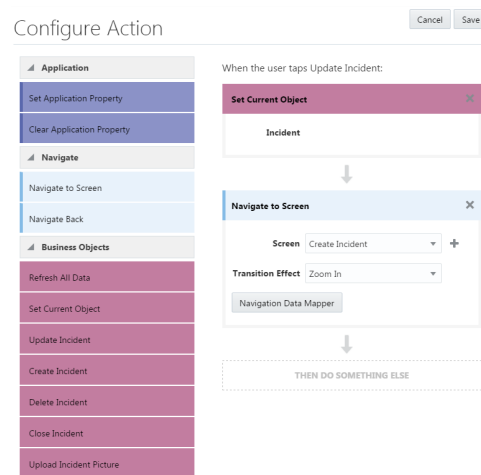 Configure Action
Cancel
Save
Application
Set Application Property
Clear Application Property
Navigate
Navigate to Screen
Navigate Back
Business Objects
Refresh All Data
Set Current Object
Update Incident
Create Incident
Delete Incident
Close Incident
Upload Incident Picture
When the user taps Update Incident:
Set Current Object
Incident
Navigate to Screen
Screen Create Incident
Transition Effect Zoom In
Navigation Data Mapper
THEN DO SOMETHING ELSE